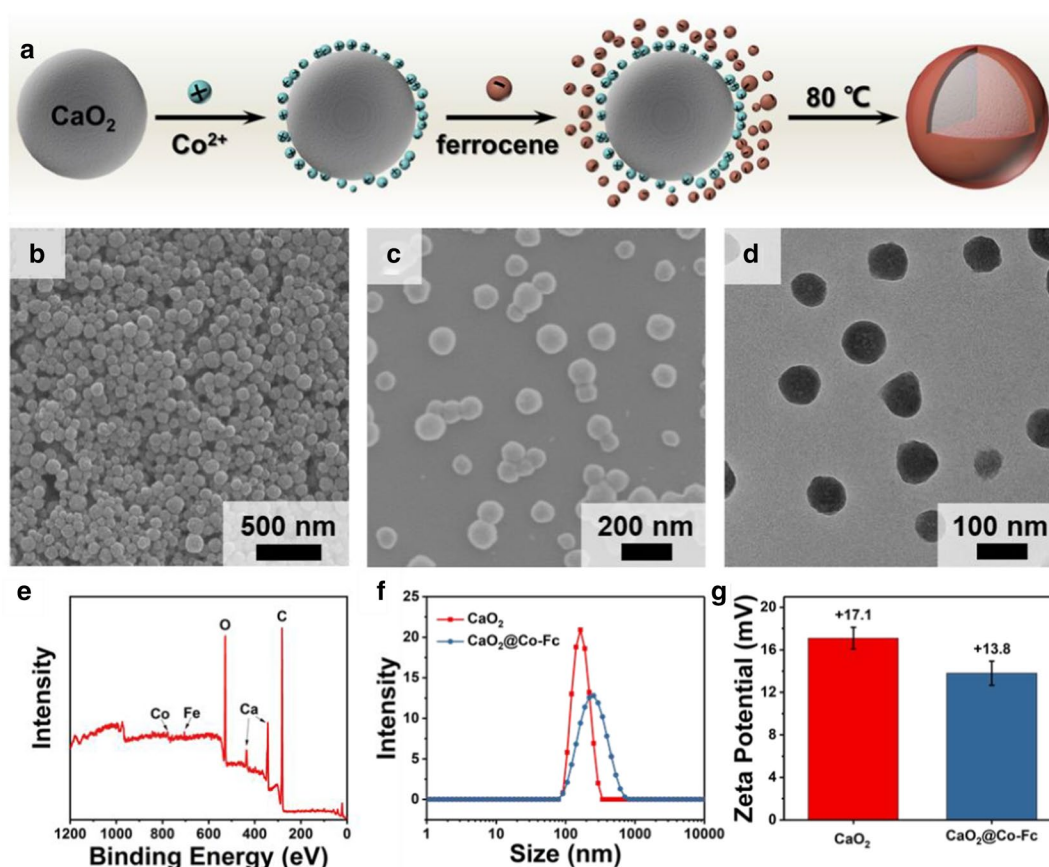 a
CaO2
+
Co2+
-
ferrocene
80 ℃
b
500 nm
c
200 nm
d
100 nm
e
Intensity
O
C
Co
Fe
Ca
1200 1000 800 600 400 200 0
Binding Energy (eV)
f
Intensity
25
20
15
10
5
0
CaO2
CaO2@Co-Fc
1 10 100 1000 10000
Size (nm)
g
Zeta Potential (mV)
20
16
12
8
4
0
+17.1
+13.8
CaO2
CaO2@Co-Fc